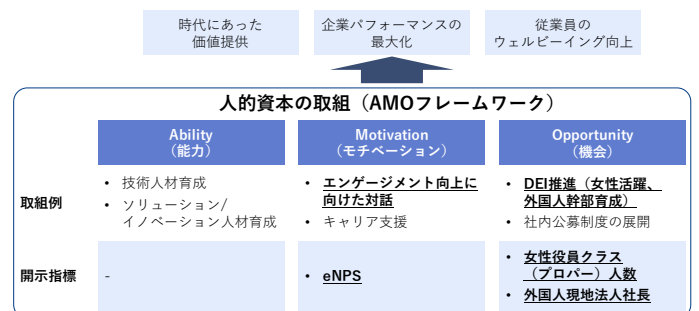 時代にあった
価値提供
企業パフォーマンスの
最大化
従業員の
ウェルビーイング向上
人的資本の取組（AMOフレームワーク）
Ability
（能力）
Motivation
（モチベーション）
Opportunity
（機会）
取組例
• 技術人材育成
• ソリューション/
イノベーション人材育成
• エンゲージメント向上に
向けた対話
• キャリア支援
• DEI推進（女性活躍、
外国人幹部育成）
• 社内公募制度の展開
開示指標
-
• eNPS
• 女性役員クラス
（プロパー）人数
• 外国人現地法人社長